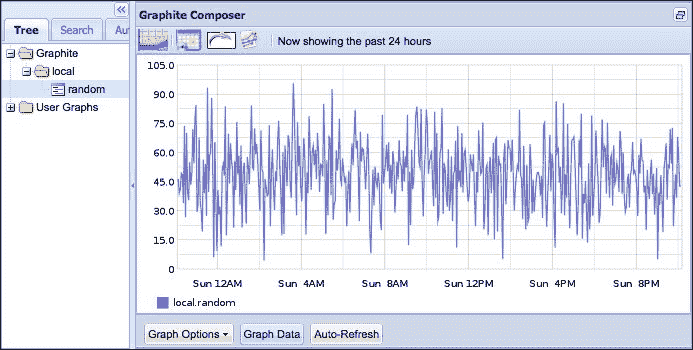 Graphite Composer
Tree Search Au
Now showing the past 24 hours
Graphite
local
random
User Graphs
105.0
90.0
75.0
60.0
45.0
30.0
15.0
0
Sun 12AM Sun 4AM Sun 8AM Sun 12PM Sun 4PM Sun 8PM
local.random
Graph Options Graph Data Auto-Refresh